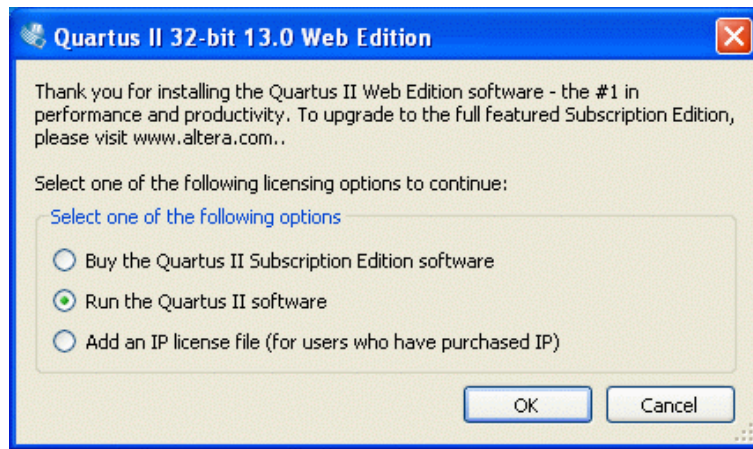 Quartus II 32-bit 13.0 Web Edition
Thank you for installing the Quartus II Web Edition software - the #1 in
performance and productivity. To upgrade to the full featured Subscription Edition,
please visit www.altera.com..
Select one of the following licensing options to continue:
Select one of the following options
Buy the Quartus II Subscription Edition software
Run the Quartus II software
Add an IP license file (for users who have purchased IP)
OK Cancel